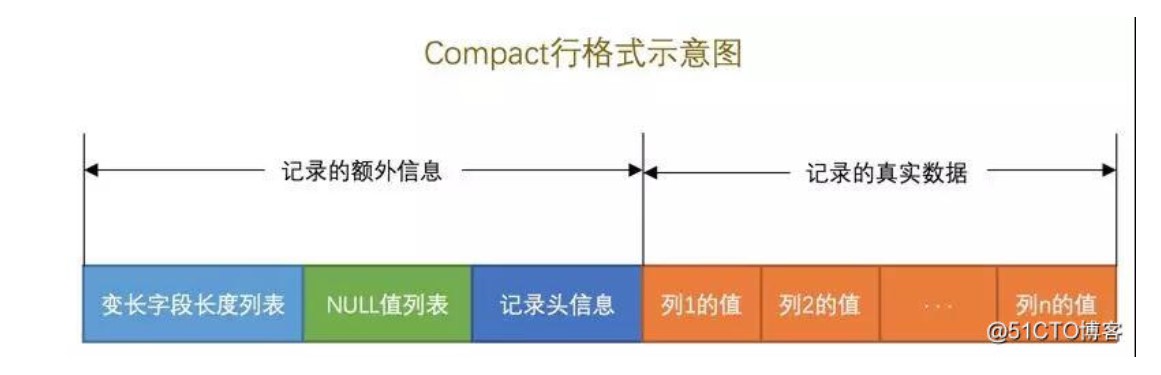 Compact行格式示意图
记录的额外信息
记录的真实数据
变长字段长度列表
NULL值列表
记录头信息
列1的值
列2的值
...
列n的值
@51CTO博客